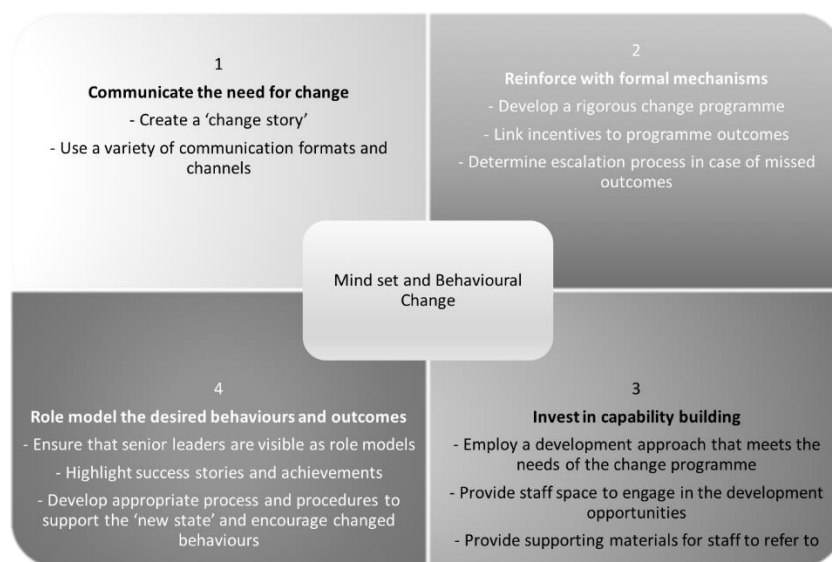 1
Communicate the need for change
- Create a ‘change story’
- Use a variety of communication formats and
channels
2
Reinforce with formal mechanisms
- Develop a rigorous change programme
- Link incentives to programme outcomes
- Determine escalation process in case of missed
outcomes
Mind set and Behavioural
Change
4
Role model the desired behaviours and outcomes
- Ensure that senior leaders are visible as role models
- Highlight success stories and achievements
- Develop appropriate process and procedures to
support the ‘new state’ and encourage changed
behaviours
3
Invest in capability building
- Employ a development approach that meets the
needs of the change programme
- Provide staff space to engage in the development
opportunities
- Provide supporting materials for staff to refer to